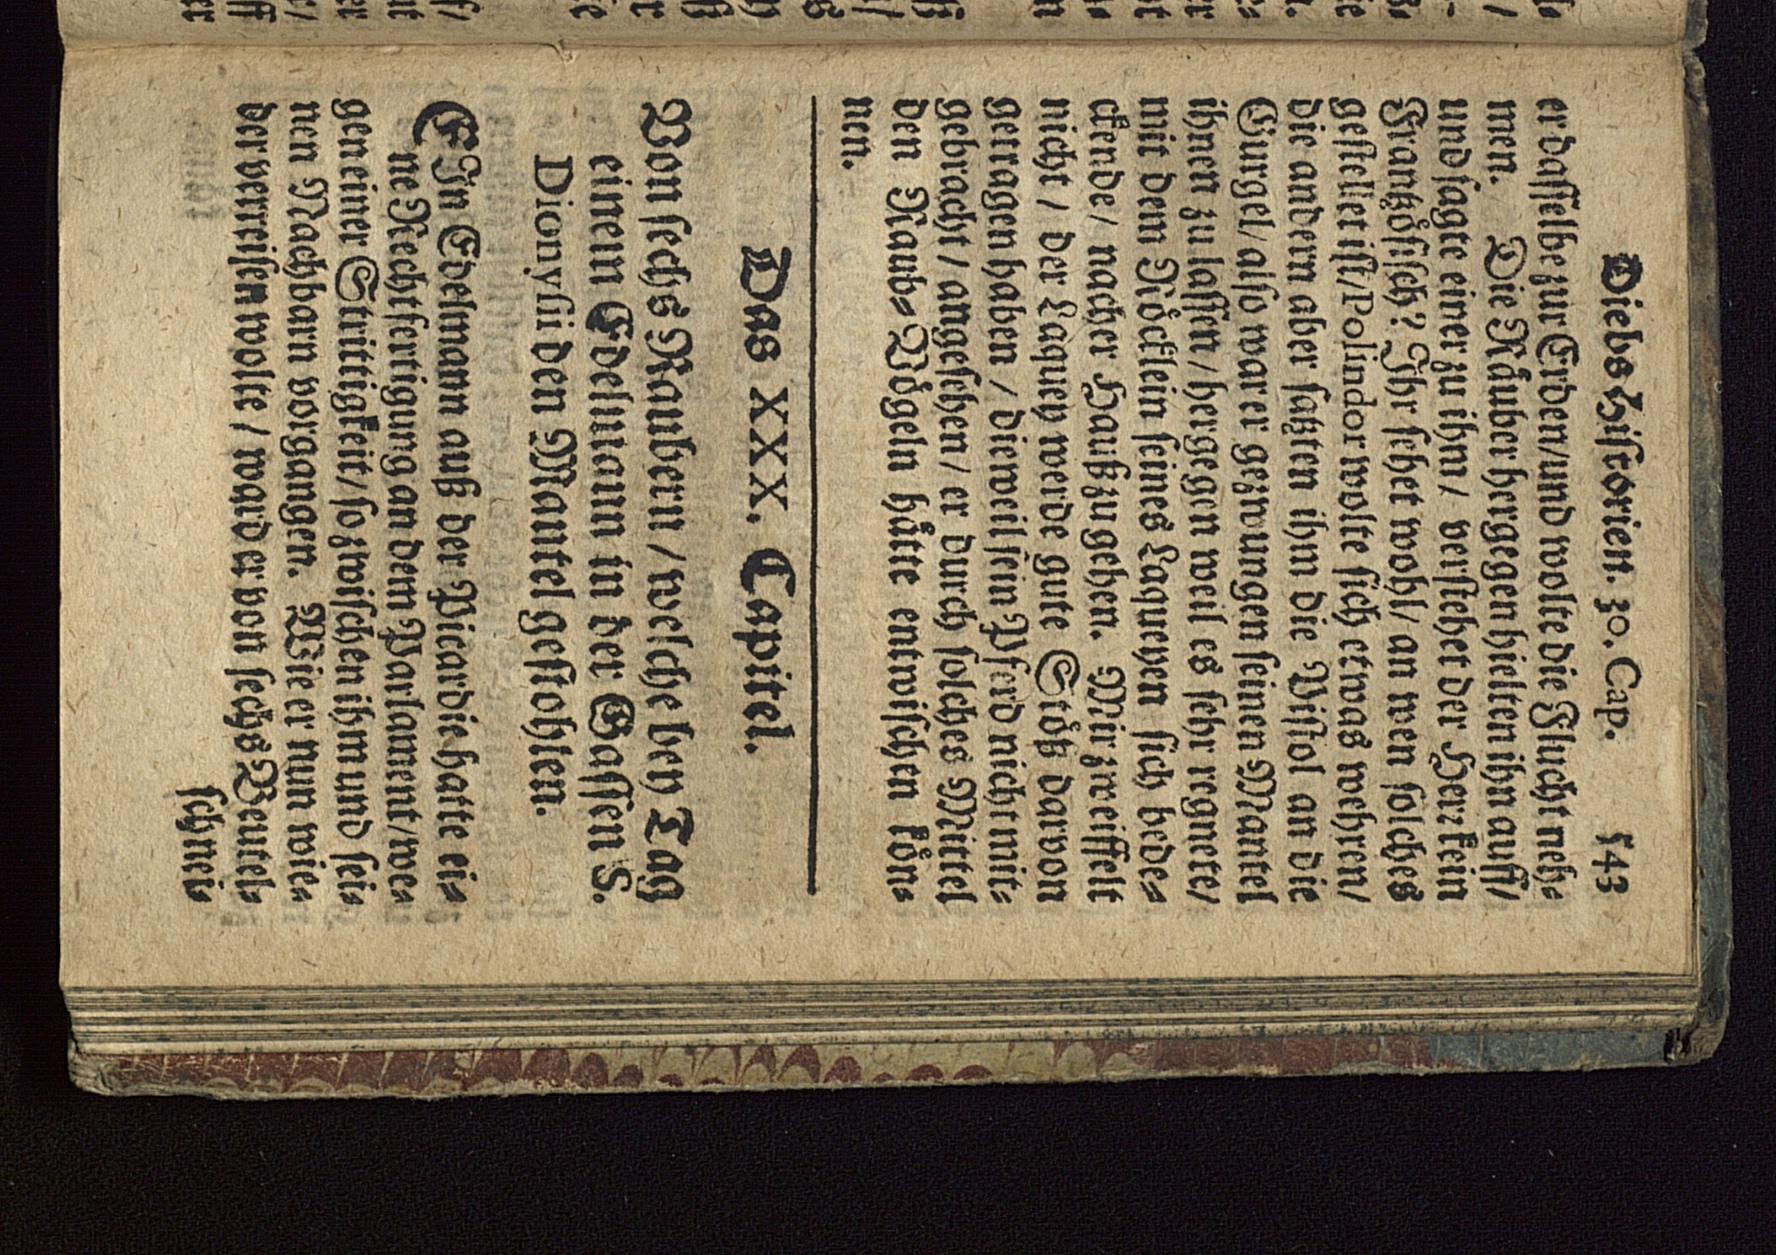 Diebs Historien. 30. Cap. 543
er dasselbe zur Erden/und wolte die Flucht neh⸗
men. Die Räuber hergegen hielten ihn auff/
und sagte einer zu ihm / verstehet der Herr kein
Frantzösisch? Ihr sehet wohl/ an wen solches
gestellet ist/Polindor wolte sich etwas wehren/
die andern aber satzten ihm die Pistol an die
Gurgel/also war er gezwungen seinen Mantel
ihnen zu lassen/ hergegen weil es sehr regnete/
mit dem Röcklein seines Laqueyen sich bede⸗
ckende/ nacher Hauß zu gehen. Mir zweiffelt
nicht / der Laquey werde gute Stöß darvon
getragen haben / dieweil sein Pferd nicht mit⸗
gebracht / angesehen/ er durch solches Mittel
den Raub⸗Vögeln hätte entwischen kön⸗
nen.
Das XXX. Capitel.
Von sechs Raubern / welche bey Tag
einem Edelmann in der Gassen S.
Dionysii den Mantel gestohlen.
EJn Edelmann auß der Picardie hatte ei⸗
ne Rechtfertigung an dem Parlament/we⸗
gen einer Strittigkeit/ so zwischen ihm und sei⸗
nen Nachbarn vorgangen. Wie er nun wie⸗
der verreisen wolte / ward er von sechs Beutel⸗
schnei⸗